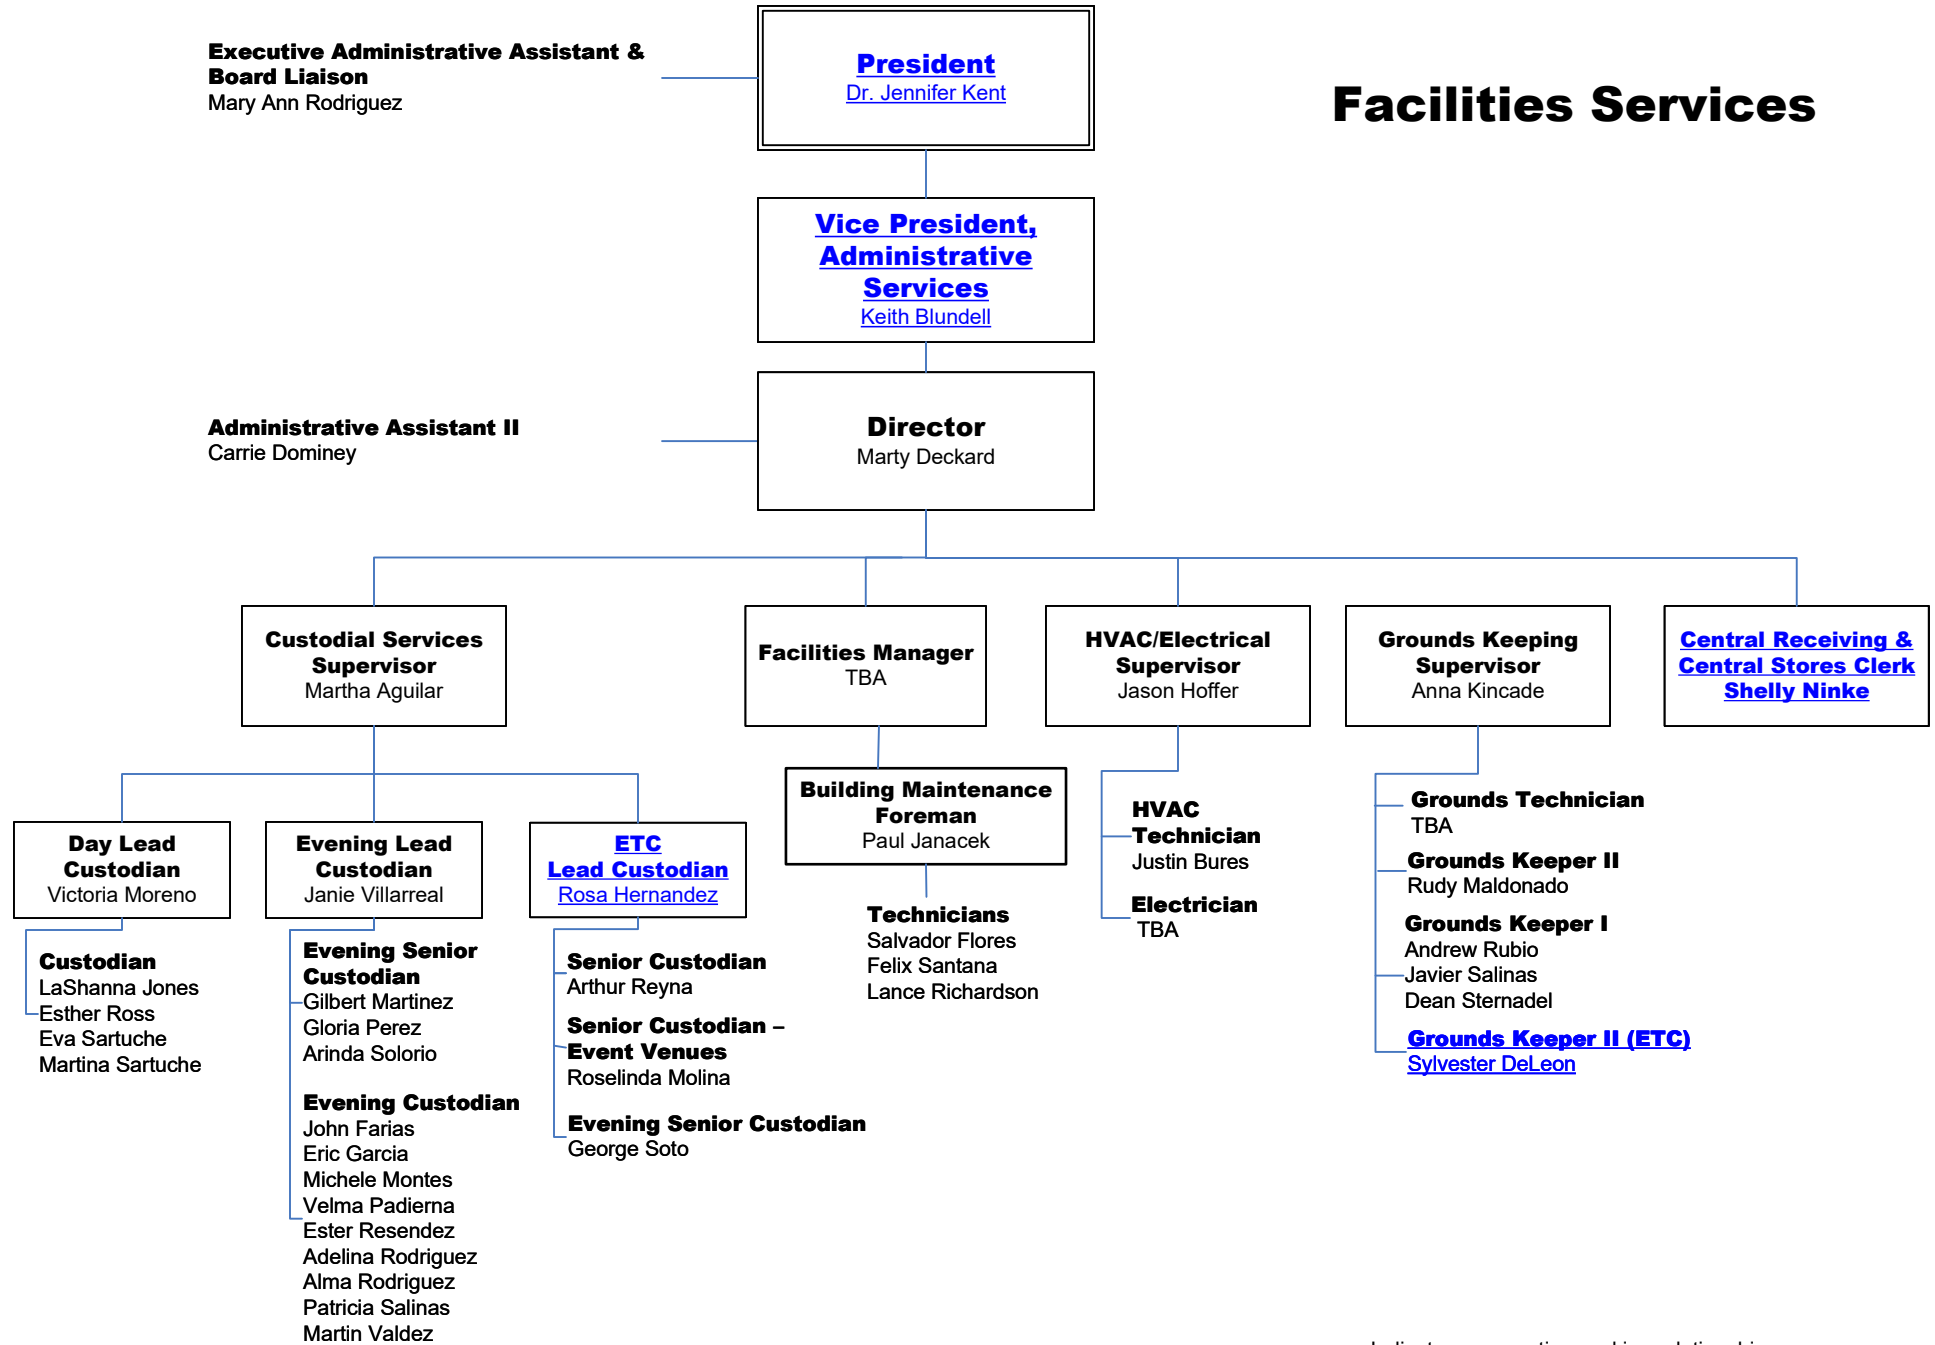 Executive Administrative Assistant &
Board Liaison
Mary Ann Rodriguez
President
Dr. Jennifer Kent
Facilities Services
Vice President,
Administrative
Services
Keith Blundell
Administrative Assistant II
Carrie Dominey
Director
Marty Deckard
Custodial Services
Supervisor
Martha Aguilar
Facilities Manager
TBA
HVAC/Electrical
Supervisor
Jason Hoffer
Grounds Keeping
Supervisor
Anna Kincade
Central Receiving &
Central Stores Clerk
Shelly Ninke
Day Lead
Custodian
Victoria Moreno
Custodian
LaShanna Jones
Esther Ross
Eva Sartuche
Martina Sartuche
Evening Lead
Custodian
Janie Villarreal
Evening Senior
Custodian
Gilbert Martinez
Gloria Perez
Arinda Solorio
Evening Custodian
John Farias
Eric Garcia
Michele Montes
Velma Padierna
Ester Resendez
Adelina Rodriguez
Alma Rodriguez
Patricia Salinas
Martin Valdez
ETC
Lead Custodian
Rosa Hernandez
Senior Custodian
Arthur Reyna
Senior Custodian –
Event Venues
Roselinda Molina
Evening Senior Custodian
George Soto
Building Maintenance
Foreman
Paul Janacek
Technicians
Salvador Flores
Felix Santana
Lance Richardson
HVAC
Technician
Justin Bures
Electrician
TBA
Grounds Technician
TBA
Grounds Keeper II
Rudy Maldonado
Grounds Keeper I
Andrew Rubio
Javier Salinas
Dean Sternadel
Grounds Keeper II (ETC)
Sylvester DeLeon